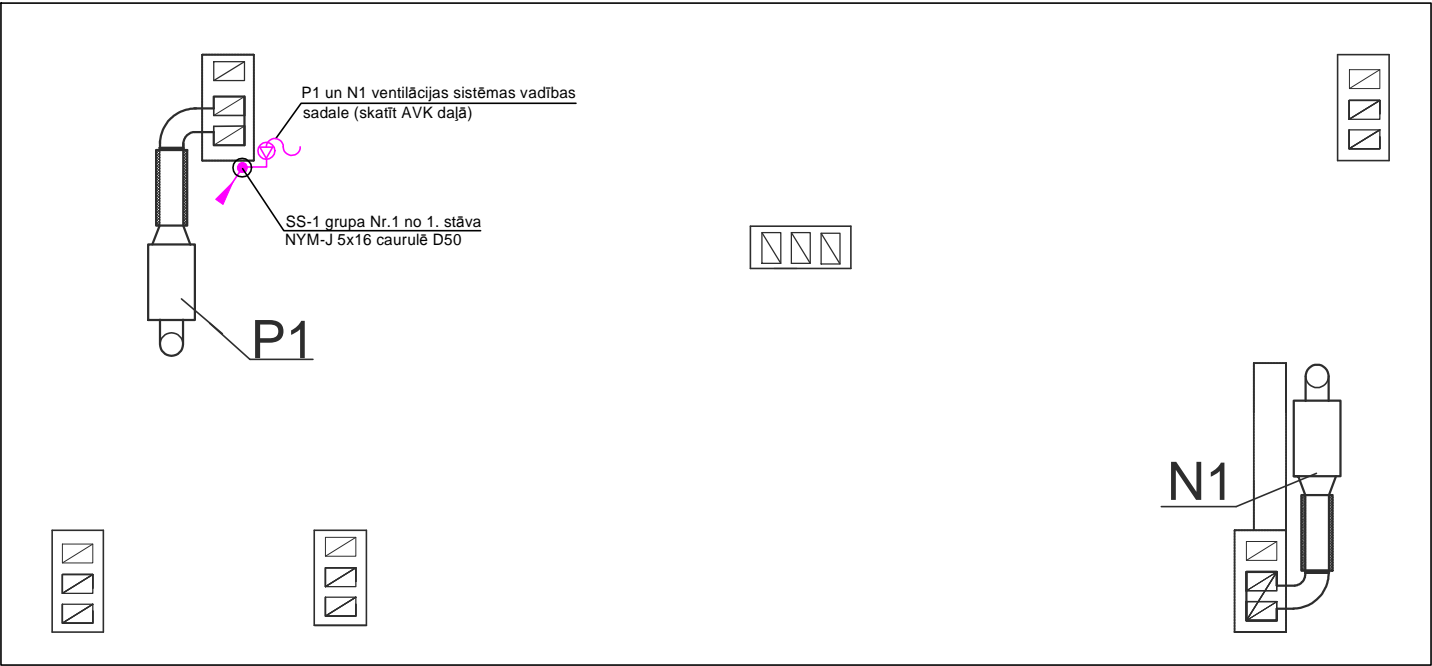 P1 un N1 ventilācijas sistēmas vadības
sadale (skatīt AVK daļā)
SS-1 grupa Nr.1 no 1. stāva
NYM-J 5x16 caurulē D50
P1
N1